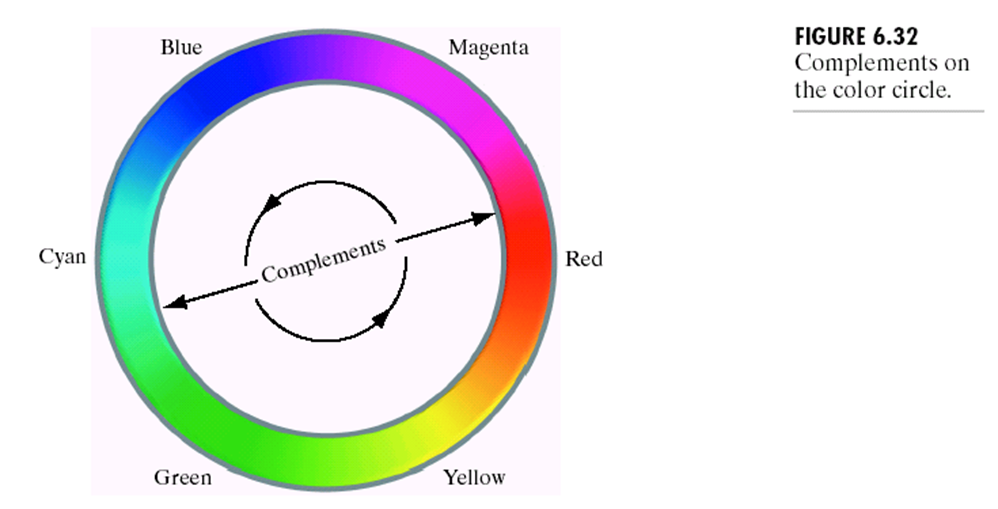 Blue
Magenta
Cyan
Complements
Red
Green
Yellow
FIGURE 6.32
Complements on
the color circle.